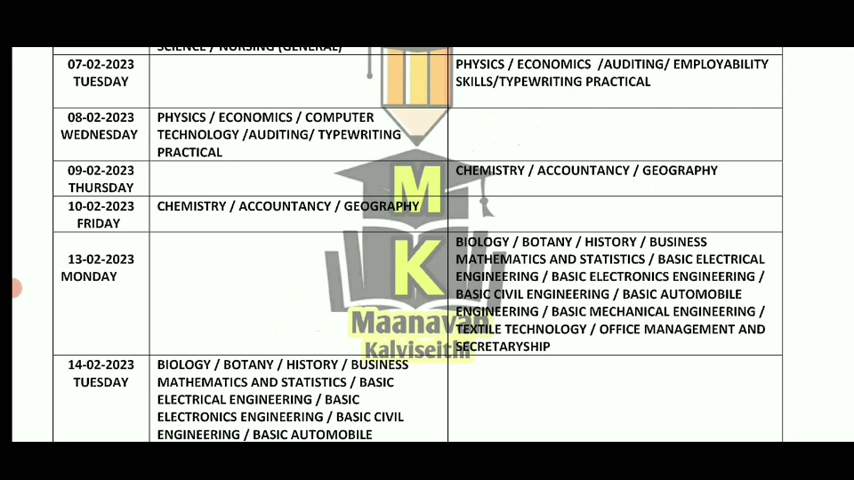 SCIENCE / NURSING (GENERAL)
07-02-2023
TUESDAY
PHYSICS / ECONOMICS /AUDITING/ EMPLOYABILITY
SKILLS/TYPEWRITING PRACTICAL
08-02-2023
WEDNESDAY
PHYSICS / ECONOMICS / COMPUTER
TECHNOLOGY /AUDITING/ TYPEWRITING
PRACTICAL
09-02-2023
THURSDAY
CHEMISTRY / ACCOUNTANCY / GEOGRAPHY
10-02-2023
FRIDAY
CHEMISTRY / ACCOUNTANCY / GEOGRAPHY
13-02-2023
MONDAY
BIOLOGY / BOTANY / HISTORY / BUSINESS
MATHEMATICS AND STATISTICS / BASIC ELECTRICAL
ENGINEERING / BASIC ELECTRONICS ENGINEERING /
BASIC CIVIL ENGINEERING / BASIC AUTOMOBILE
ENGINEERING / BASIC MECHANICAL ENGINEERING /
TEXTILE TECHNOLOGY / OFFICE MANAGEMENT AND
SECRETARYSHIP
14-02-2023
TUESDAY
BIOLOGY / BOTANY / HISTORY / BUSINESS
MATHEMATICS AND STATISTICS / BASIC
ELECTRICAL ENGINEERING / BASIC
ELECTRONICS ENGINEERING / BASIC CIVIL
ENGINEERING / BASIC AUTOMOBILE
M
K
Maanavan
Kalviseithi